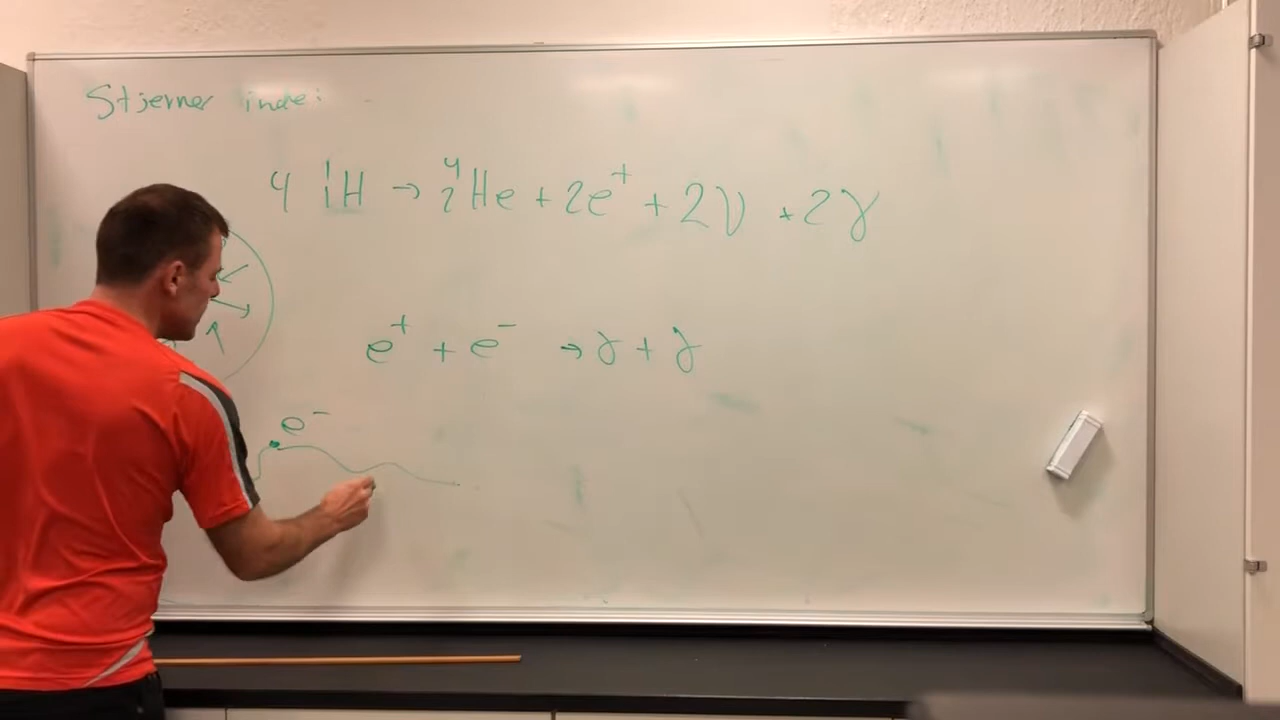 Stjerner inde:
4 ¹₁H → ⁴₂He + 2e⁺ + 2ν + 2γ
e⁺ + e⁻ → γ + γ
e⁻